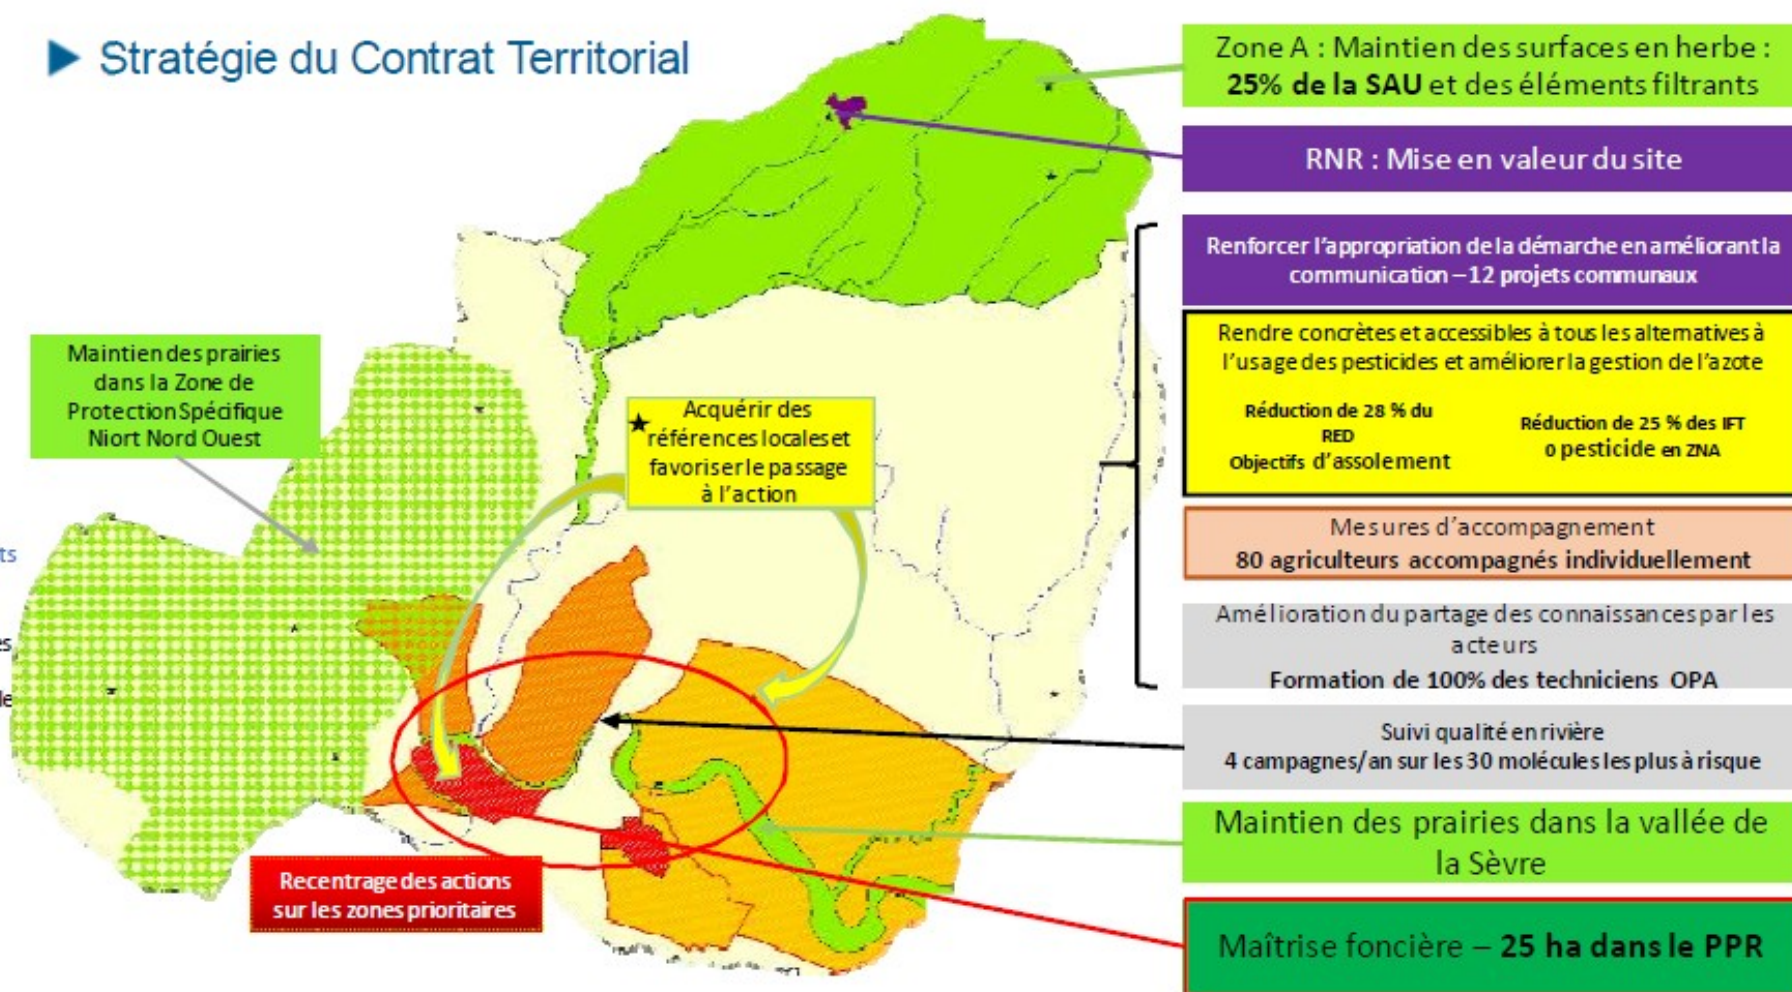 Stratégie du Contrat Territorial
Zone A : Maintien des surfaces en herbe :
25% de la SAU et des éléments filtrants
RNR : Mise en valeur du site
Renforcer l'appropriation de la démarche en améliorant la
communication – 12 projets communaux
Rendre concrètes et accessibles à tous les alternatives à
l'usage des pesticides et améliorer la gestion de l'azote
Réduction de 28 % du
RED
Objectifs d'assolement
Réduction de 25 % des IFT
0 pesticide en ZNA
Mesures d'accompagnement
80 agriculteurs accompagnés individuellement
Amélioration du partage des connaissances par les
acteurs
Formation de 100% des techniciens OPA
Suivi qualité en rivière
4 campagnes/an sur les 30 molécules les plus à risque
Maintien des prairies dans la vallée de
la Sèvre
Maîtrise foncière – 25 ha dans le PPR
Maintien des prairies
dans la Zone de
Protection Spécifique
Niort Nord Ouest
Acquérir des
références locales et
favoriser le passage
à l'action
Recentrage des actions
sur les zones prioritaires
ts
es
le